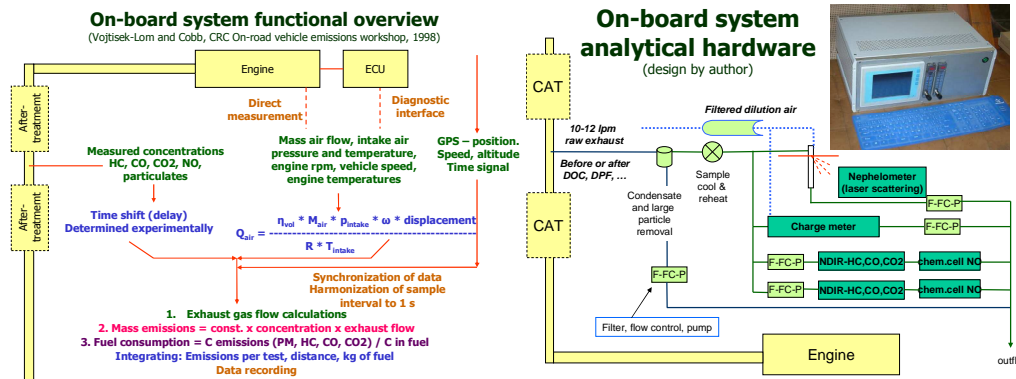 On-board system functional overview
(Vojtisek-Lom and Cobb, CRC On-road vehicle emissions workshop, 1998)
Engine
ECU
After-
treatmemt
After-
treatment
Direct
measurement
Diagnostic
interface
Measured concentrations
HC, CO, CO2, NO,
particulates
Mass air flow, intake air
pressure and temperature,
engine rpm, vehicle speed,
engine temperatures
GPS – position.
Speed, altitude
Time signal
Time shift (delay)
Determined experimentally
η_vol * M_air * p_intake * ω * displacement
Q_air = --------------------------------
R * T_intake
Synchronization of data
Harmonization of sample
interval to 1 s
1. Exhaust gas flow calculations
2. Mass emissions = const. x concentration x exhaust flow
3. Fuel consumption = C emissions (PM, HC, CO, CO2) / C in fuel
Integrating: Emissions per test, distance, kg of fuel
Data recording
On-board system
analytical hardware
(design by author)
CAT
CAT
Filtered dilution air
10-12 lpm
raw exhaust
Before or after
DOC, DPF, ...
Sample
cool &
reheat
Condensate and
large particle
removal
Nephelometer
(laser scattering)
F-FC-P
Charge meter
F-FC-P
F-FC-P
NDIR-HC,CO,CO2
chem.cell NO
F-FC-P
F-FC-P
NDIR-HC,CO,CO2
chem.cell NO
Filter, flow control, pump
Engine
outfl